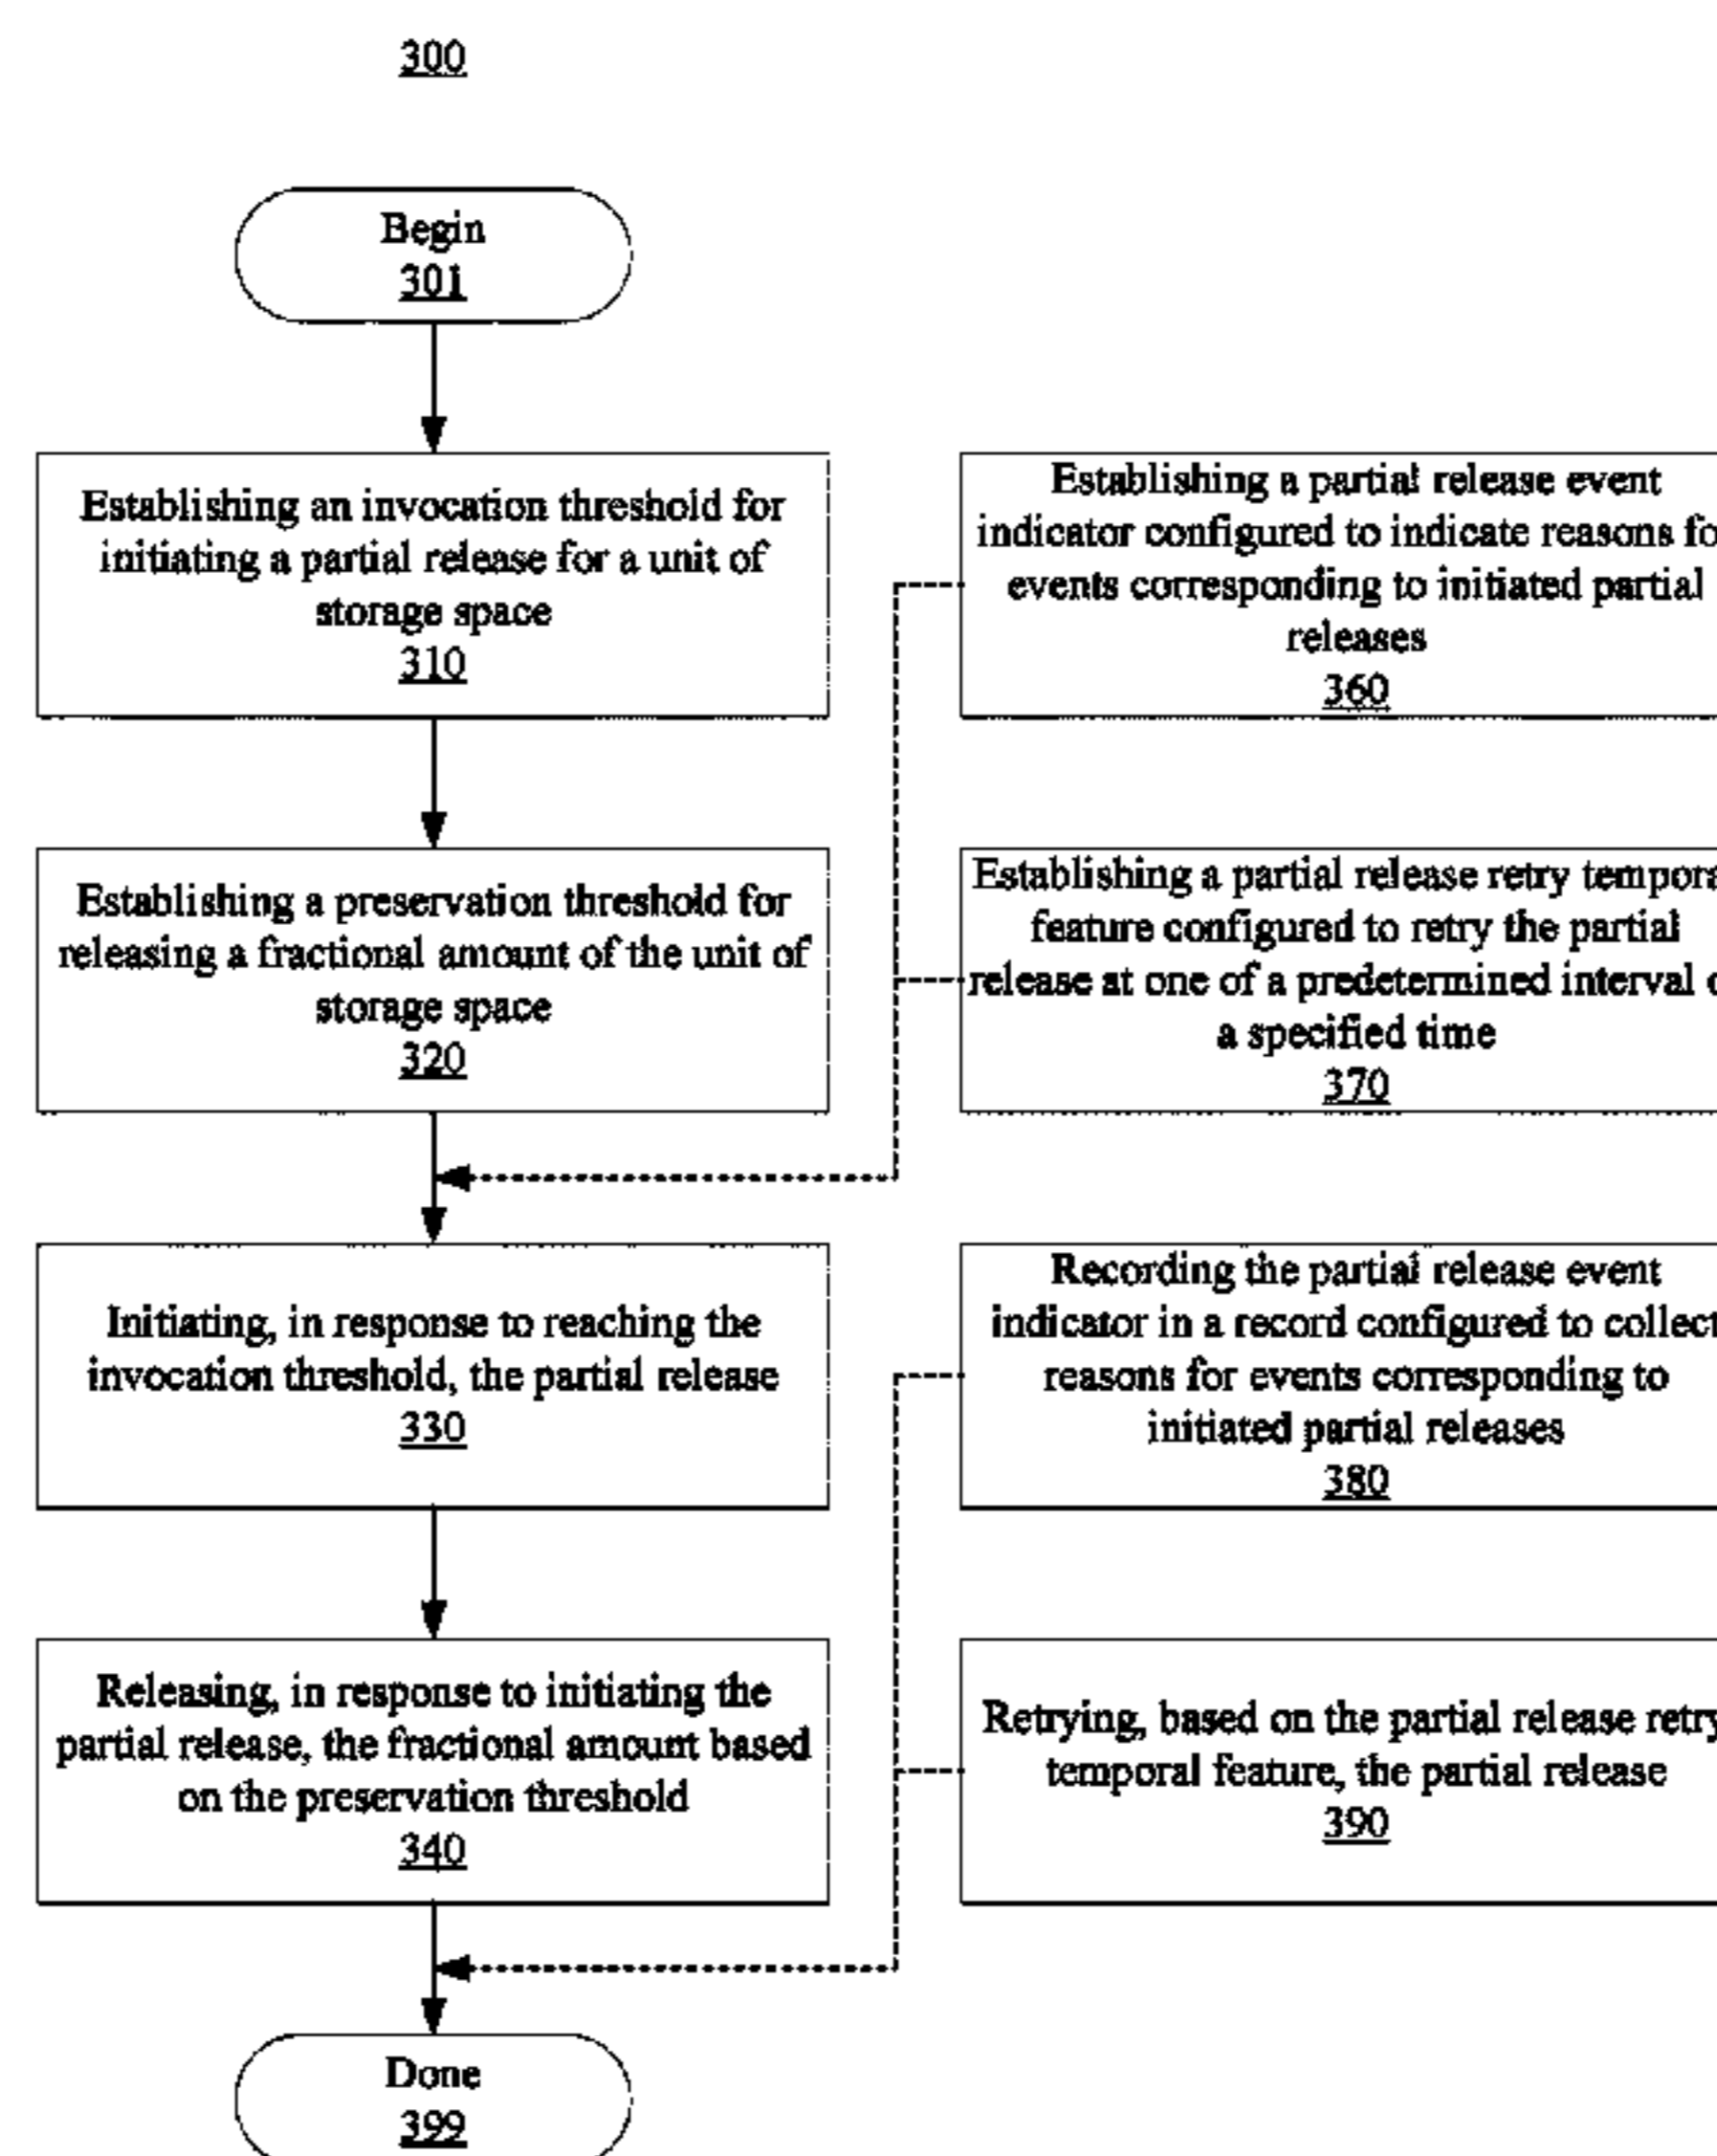 300
Begin
301
Establishing an invocation threshold for
initiating a partial release for a unit of
storage space
310
Establishing a preservation threshold for
releasing a fractional amount of the unit of
storage space
320
Initiating, in response to reaching the
invocation threshold, the partial release
330
Releasing, in response to initiating the
partial release, the fractional amount based
on the preservation threshold
340
Done
399
Establishing a partial release event
indicator configured to indicate reasons
events corresponding to initiated partial
releases
360
Establishing a partial release retry
feature configured to retry the partial
release at one of a predetermined interval
a specified time
370
Recording the partial release event
indicator in a record configured to collect
reasons for events corresponding to
initiated partial releases
380
Retrying, based on the partial release retry
temporal feature, the partial release
390